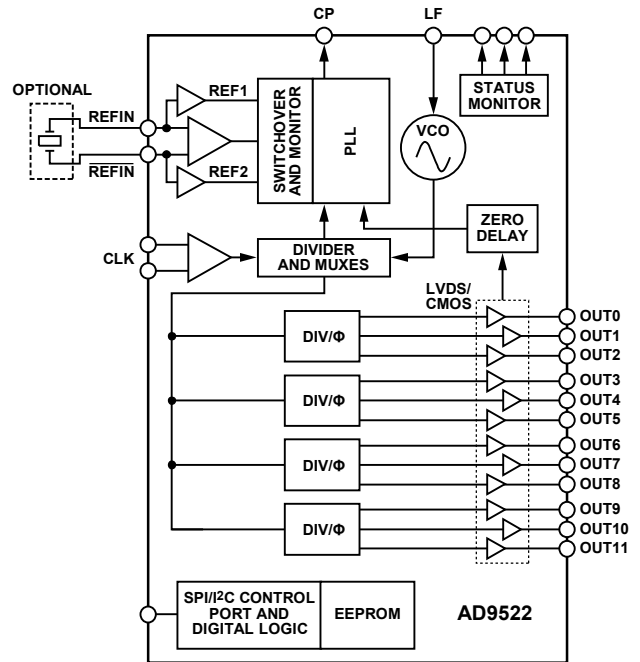 CP
LF
OPTIONAL
REFIN
REFIN
REF1
REF2
SWITCHOVER
AND MONITOR
PLL
VCO
STATUS
MONITOR
ZERO
DELAY
CLK
DIVIDER
AND MUXES
LVDS/
CMOS
DIV/Φ
OUT0
OUT1
OUT2
DIV/Φ
OUT3
OUT4
OUT5
DIV/Φ
OUT6
OUT7
OUT8
DIV/Φ
OUT9
OUT10
OUT11
SPI/I²C CONTROL
PORT AND
DIGITAL LOGIC
EEPROM
AD9522